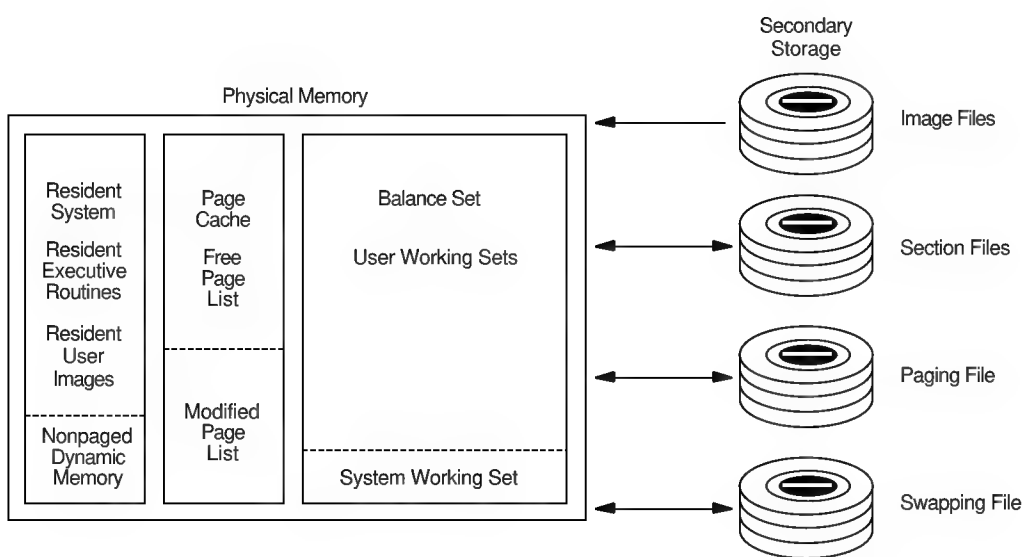 Secondary
Storage
Physical Memory
Image Files
Resident
System
Resident
Executive
Routines
Resident
User
Images
Nonpaged
Dynamic
Memory
Page
Cache
Free
Page
List
Modified
Page
List
Balance Set
User Working Sets
System Working Set
Section Files
Paging File
Swapping File